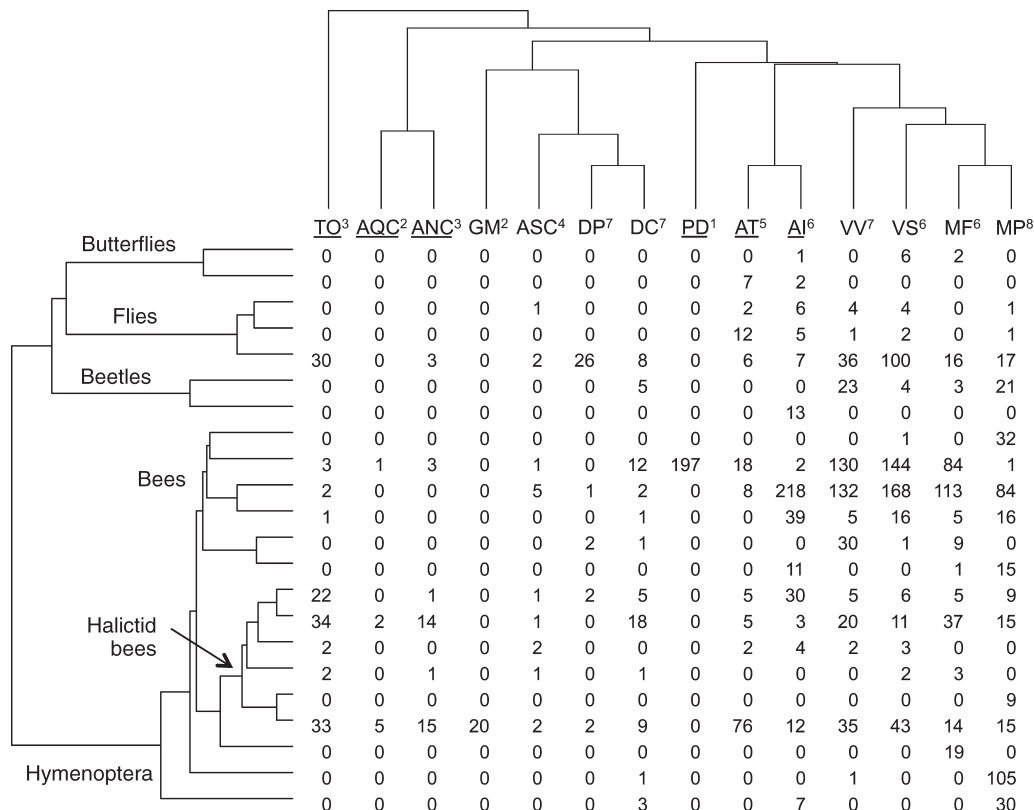 TO³ AQC² ANC³ GM² ASC⁴ DP⁷ DC⁷ PD¹ AT⁵ AI⁶ VV⁷ VS⁶ MF⁶ MP⁸
Butterflies 0 0 0 0 0 0 0 0 0 1 0 6 2 0
0 0 0 0 0 0 0 0 7 2 0 0 0 0
Flies 0 0 0 0 1 0 0 0 2 6 4 4 0 1
0 0 0 0 0 0 0 0 12 5 1 2 0 1
30 0 3 0 2 26 8 0 6 7 36 100 16 17
Beetles 0 0 0 0 0 0 5 0 0 0 23 4 3 21
0 0 0 0 0 0 0 0 0 13 0 0 0 0
0 0 0 0 0 0 0 0 0 0 0 1 0 32
Bees 3 1 3 0 1 0 12 197 18 2 130 144 84 1
2 0 0 0 5 1 2 0 8 218 132 168 113 84
1 0 0 0 0 0 1 0 0 39 5 16 5 16
0 0 0 0 0 2 1 0 0 0 30 1 9 0
0 0 0 0 0 0 0 0 0 11 0 0 1 15
22 0 1 0 1 2 5 0 5 30 5 6 5 9
Halictid 34 2 14 0 1 0 18 0 5 3 20 11 37 15
bees 2 0 0 0 2 0 0 0 2 4 2 3 0 0
2 0 1 0 1 0 1 0 0 0 0 2 3 0
0 0 0 0 0 0 0 0 0 0 0 0 0 9
33 5 15 20 2 2 9 0 76 12 35 43 14 15
0 0 0 0 0 0 0 0 0 0 0 0 19 0
Hymenoptera 0 0 0 0 0 0 1 0 0 0 1 0 0 105
0 0 0 0 0 0 3 0 0 7 0 0 0 30